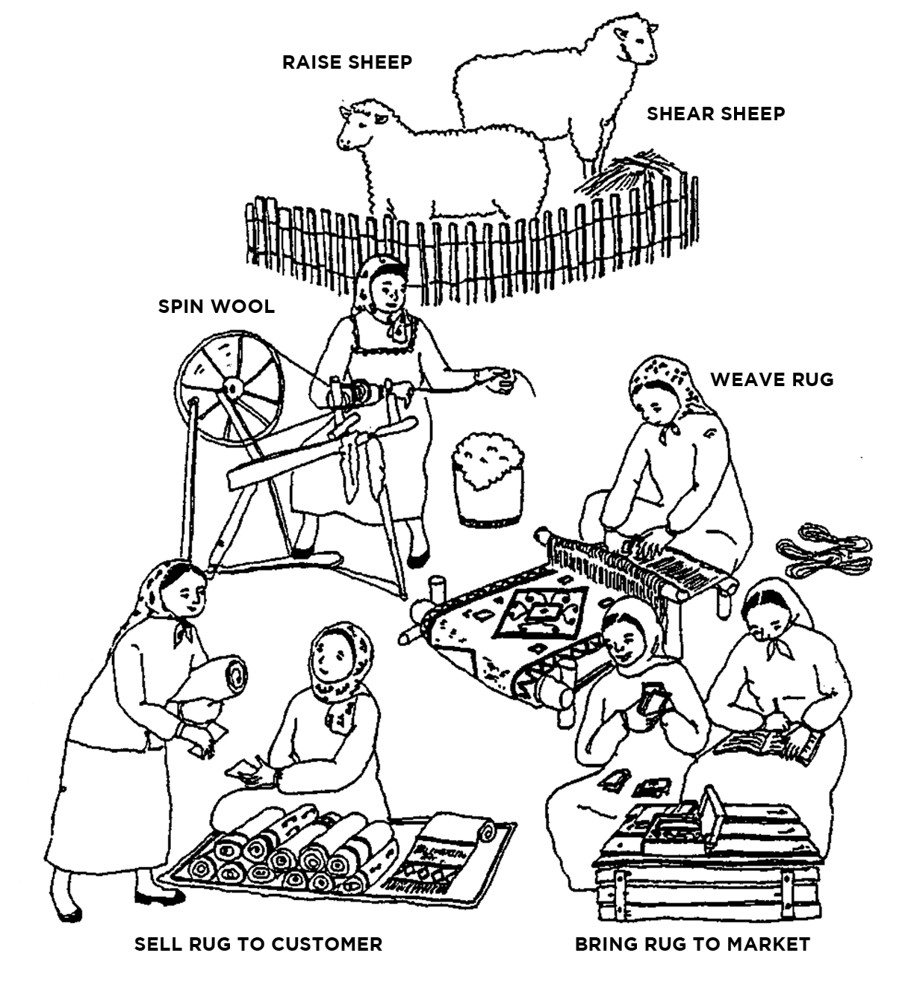 RAISE SHEEP
SHEAR SHEEP
SPIN WOOL
WEAVE RUG
SELL RUG TO CUSTOMER
BRING RUG TO MARKET